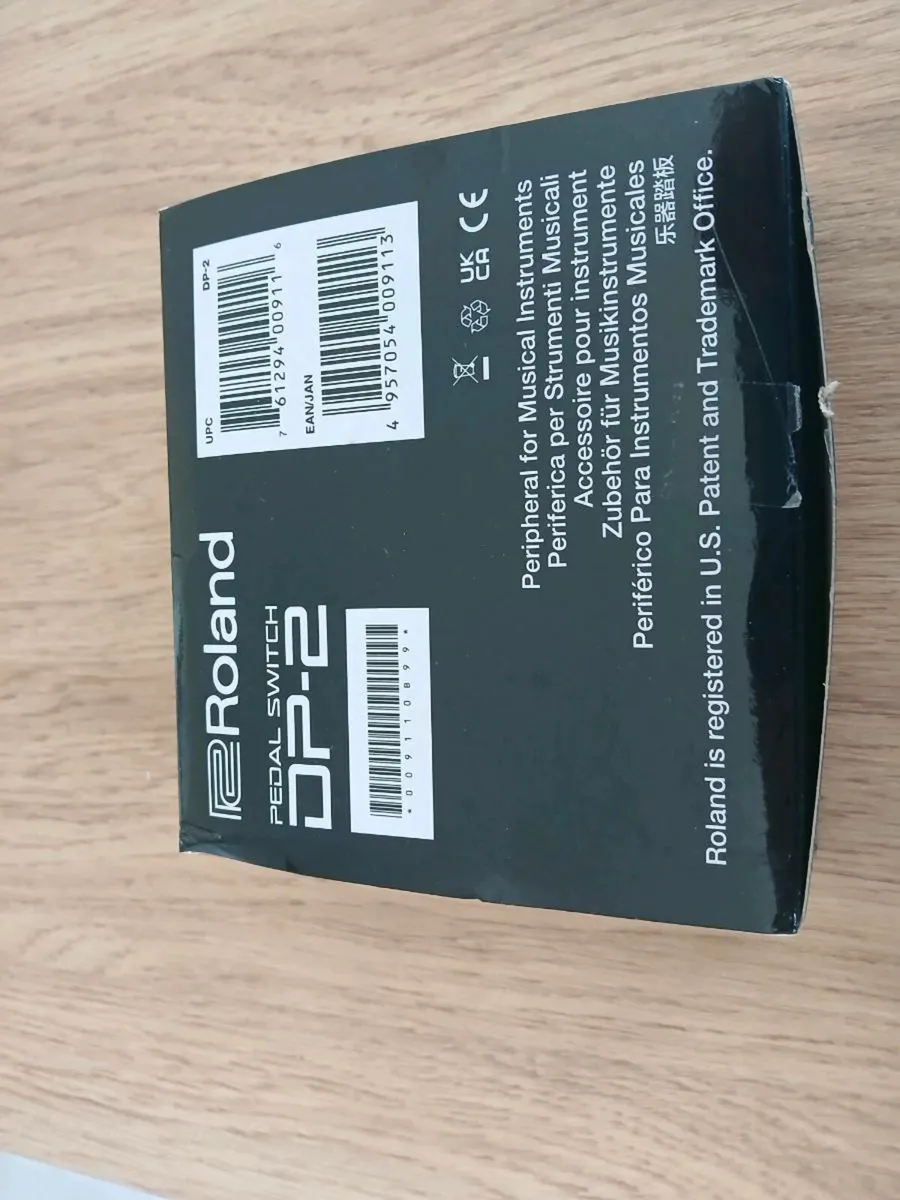 Roland
PEDAL SWITCH
DP-2
*009110899*
UPC DP-2
7 61294 00911 6
EAN/JAN
4 957054 009113
UK
CA CE
Peripheral for Musical Instruments
Periferica per Strumenti Musicali
Accessoire pour instrument
Zubehör für Musikinstrumente
Periférico Para Instrumentos Musicales
乐器踏板
Roland is registered in U.S. Patent and Trademark Office.